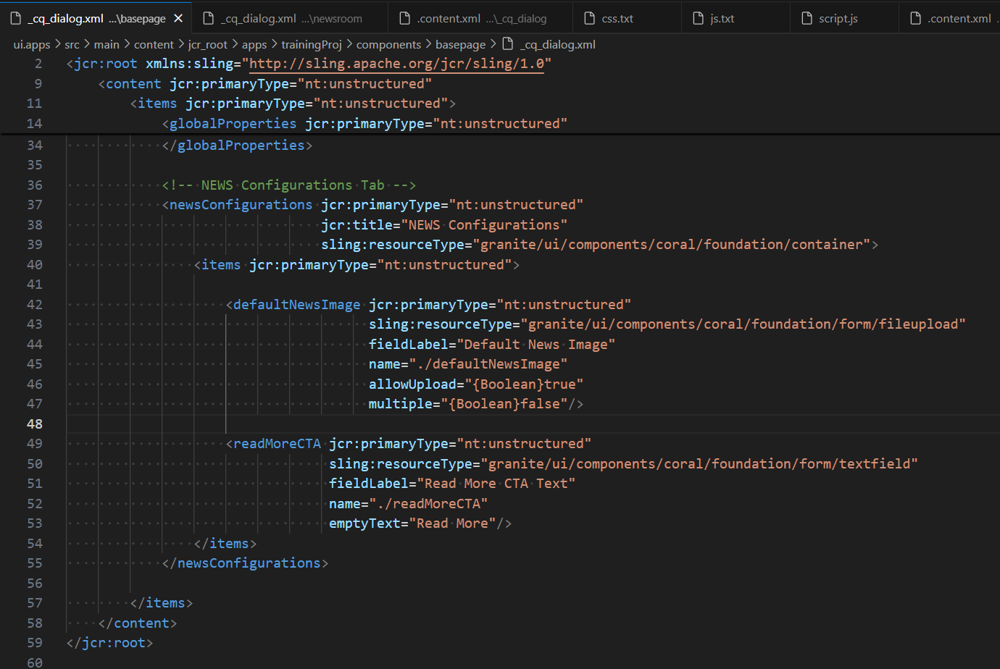 _cq_dialog.xml ...\basepage
_cq_dialog.xml ...\newsroom
.content.xml ...\_cq_dialog
css.txt
js.txt
script.js
.content.xml
ui.apps > src > main > content > jcr_root > apps > trainingProj > components > basepage > _cq_dialog.xml
2 <jcr:root xmlns:sling="http://sling.apache.org/jcr/sling/1.0"
9 <content jcr:primaryType="nt:unstructured"
11 <items jcr:primaryType="nt:unstructured">
14 <globalProperties jcr:primaryType="nt:unstructured"
34 </globalProperties>
35
36 <!-- NEWS Configurations Tab -->
37 <newsConfigurations jcr:primaryType="nt:unstructured"
38 jcr:title="NEWS Configurations"
39 sling:resourceType="granite/ui/components/coral/foundation/container">
40 <items jcr:primaryType="nt:unstructured">
41
42 <defaultNewsImage jcr:primaryType="nt:unstructured"
43 sling:resourceType="granite/ui/components/coral/foundation/form/fileupload"
44 fieldLabel="Default News Image"
45 name="./defaultNewsImage"
46 allowUpload="{Boolean}true"
47 multiple="{Boolean}false"/>
48
49 <readMoreCTA jcr:primaryType="nt:unstructured"
50 sling:resourceType="granite/ui/components/coral/foundation/form/textfield"
51 fieldLabel="Read More CTA Text"
52 name="./readMoreCTA"
53 emptyText="Read More"/>
54 </items>
55 </newsConfigurations>
56
57 </items>
58 </content>
59 </jcr:root>
60